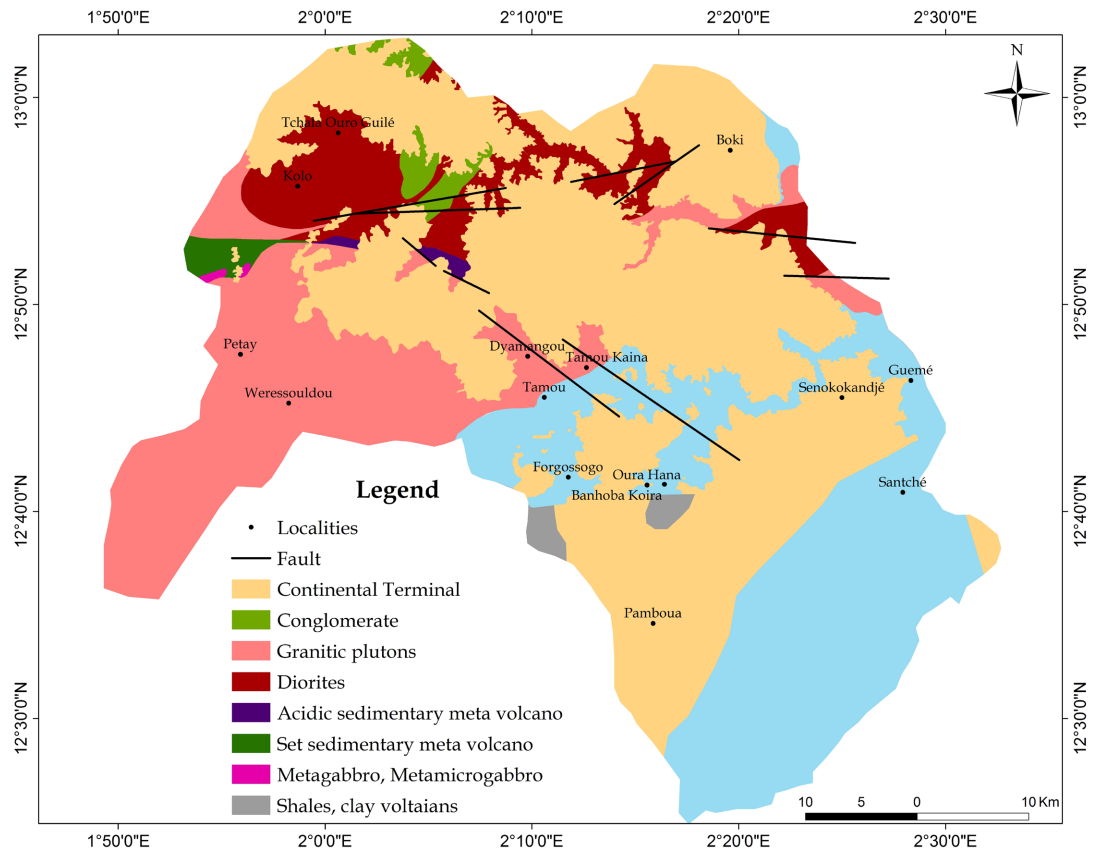 1°50'0"E 2°0'0"E 2°10'0"E 2°20'0"E 2°30'0"E
N
13°0'0"N
13°0'0"N
Tchala Ouro Guilé
Boki
Kolo
12°50'0"N
12°50'0"N
Petay
Dyamangou
Tamou Kaina
Guemé
Weressouldou
Tamou
Senokokandjé
Forgossogo
Oura Hana
Santché
Banhoba Koira
12°40'0"N
12°40'0"N
Legend
Localities
Fault
Continental Terminal
Conglomerate
Granitic plutons
Diorites
Acidic sedimentary meta volcano
Set sedimentary meta volcano
Metagabbro, Metamicrogabbro
Shales, clay voltaians
Pamboua
12°30'0"N
12°30'0"N
10 5 0 10 Km
1°50'0"E 2°0'0"E 2°10'0"E 2°20'0"E 2°30'0"E